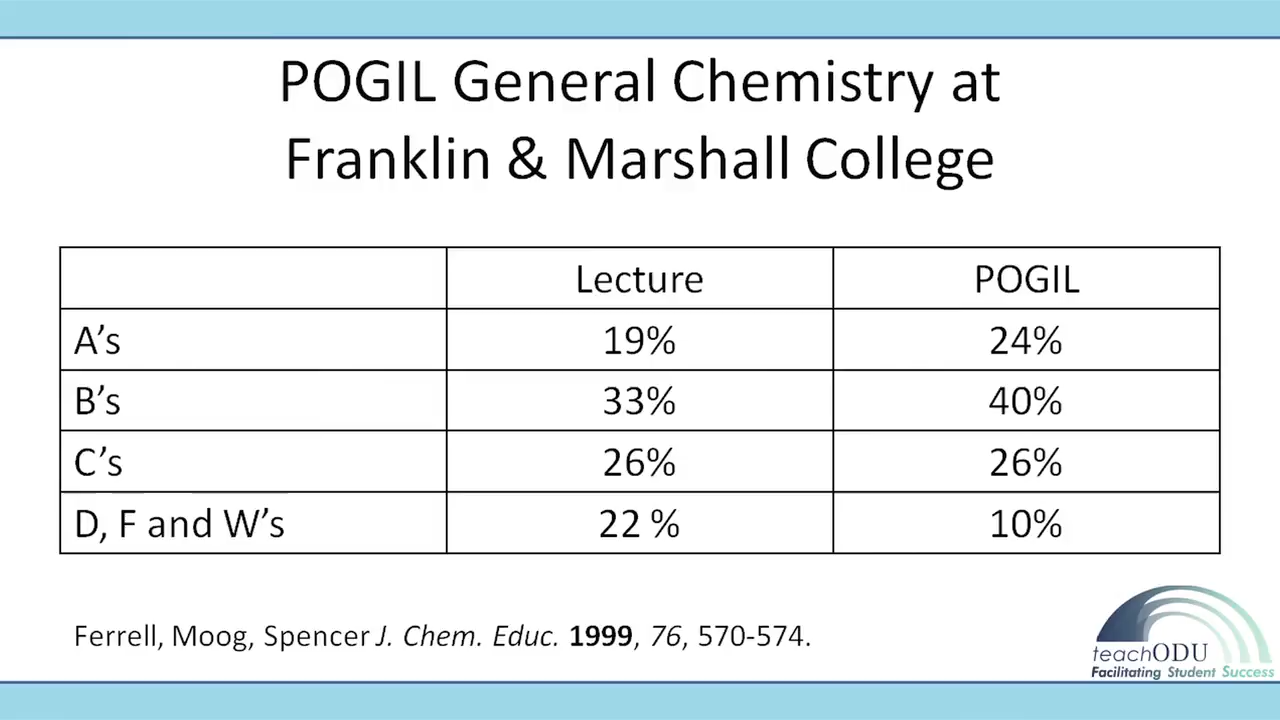 POGIL General Chemistry at
Franklin & Marshall College
Lecture POGIL
A’s 19% 24%
B’s 33% 40%
C’s 26% 26%
D, F and W’s 22 % 10%
Ferrell, Moog, Spencer J. Chem. Educ. 1999, 76, 570-574.
teachODU
Facilitating Student Success